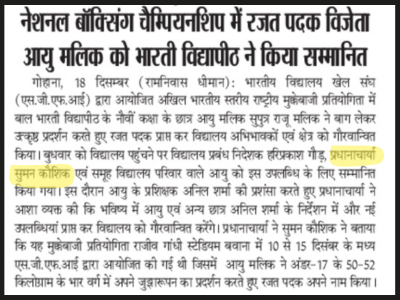 नेशनल बॉक्सिंग चैम्पियनशिप में रजत पदक विजेता
आयु मलिक को भारती विद्यापीठ ने किया सम्मानित
गोहाना, 18 दिसम्बर (रामनिवास धीमान): भारतीय विद्यालय खेल संघ
(एस.जी.एफ.आई) द्वारा आयोजित अखिल भारतीय स्तरीय राष्ट्रीय मुक्केबाजी प्रतियोगिता में
बाल भारती विद्यापीठ के नौवीं कक्षा के छात्र आयु मलिक सुपुत्र राजू मलिक ने भाग लेकर
उत्कृष्ठ प्रदर्शन करते हुए रजत पदक प्राप्त कर विद्यालय अभिभावकों एवं क्षेत्र को गौरवान्वित
किया। बुधवार को विद्यालय पहुंचने पर विद्यालय प्रबंध निदेशक हरिप्रकाश गौड़, प्रधानाचार्या
सुमन कौशिक एवं समूह विद्यालय परिवार वाले आयु को इस उपलब्धि के लिए सम्मानित
किया गया। इस दौरान आयु के प्रशिक्षक अनिल शर्मा की प्रशंसा करते हुए प्रधानाचार्या ने
आशा व्यक्त की कि भविष्य में आयु एवं अन्य छात्र अनिल शर्मा के निर्देशन में और नई
उपलब्धियां प्राप्त कर विद्यालय को गौरवान्वित करेंगे। प्रधानाचार्या ने सुमन कौशिक ने बताया
कि यह मुक्केबाजी प्रतियोगिता राजीव गांधी स्टेडियम बवाना में 10 से 15 दिसंबर के मध्य
एस.जी.एफ.आई द्वारा आयोजित की गई थी जिसमें आयु मलिक ने अंडर-17 के 50-52
किलोग्राम के भार वर्ग में अपने जुझारूपन का प्रदर्शन करते हुए रजत पदक अपने नाम किया।